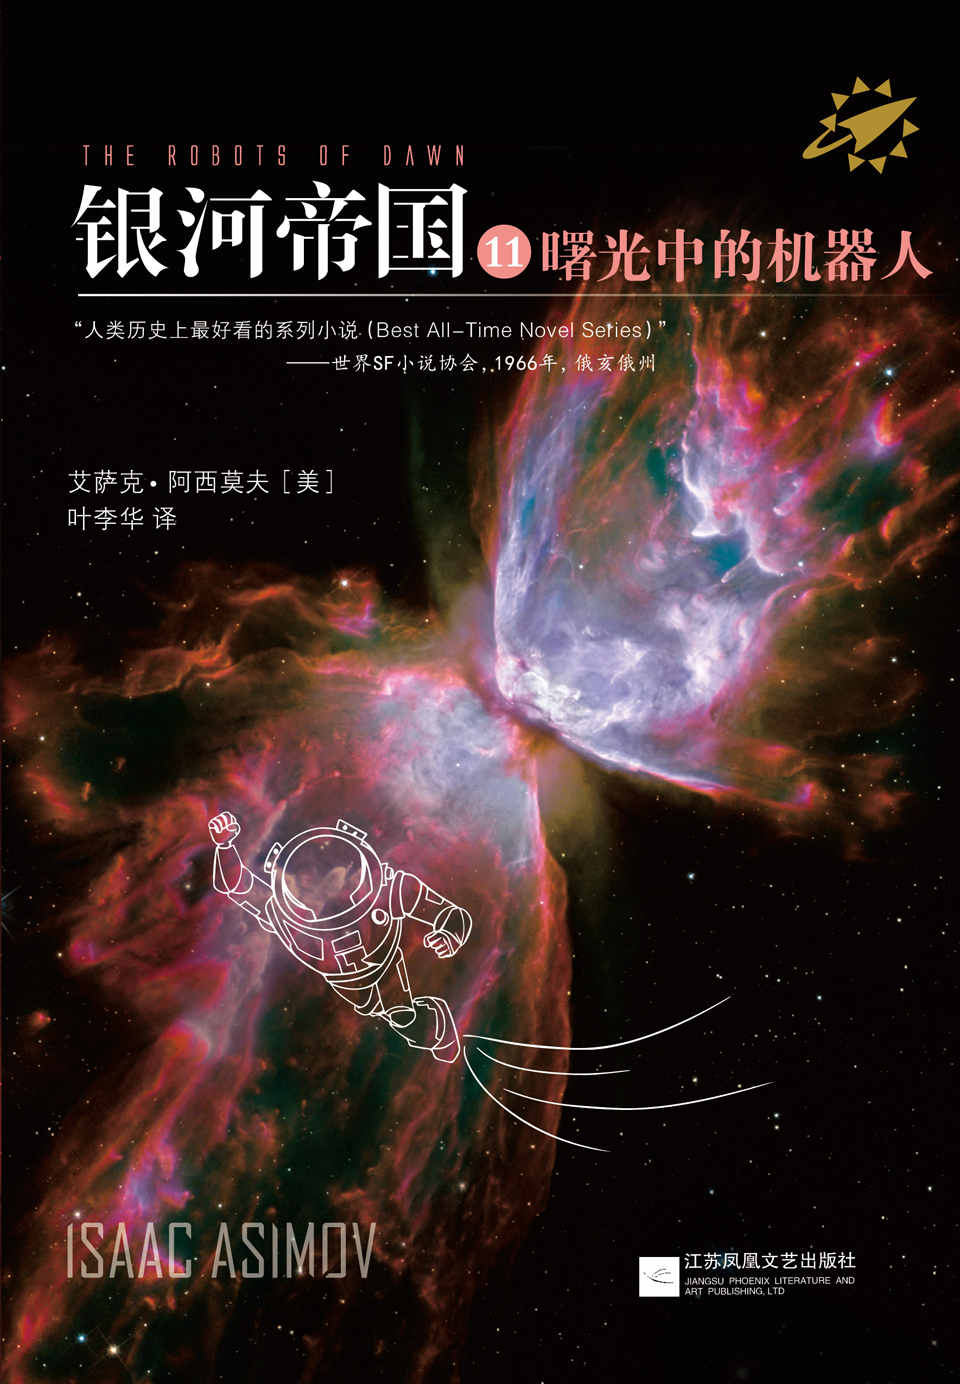 THE ROBOTS OF DAWN
银河帝国 11 曙光中的机器人
“人类历史上最好看的系列小说（Best All-Time Novel Series）”
——世界SF小说协会，1966年，俄亥俄州
艾萨克·阿西莫夫［美］
叶李华 译
ISAAC ASIMOV
江苏凤凰文艺出版社
JIANGSU PHOENIX LITERATURE AND
ART PUBLISHING, LTD